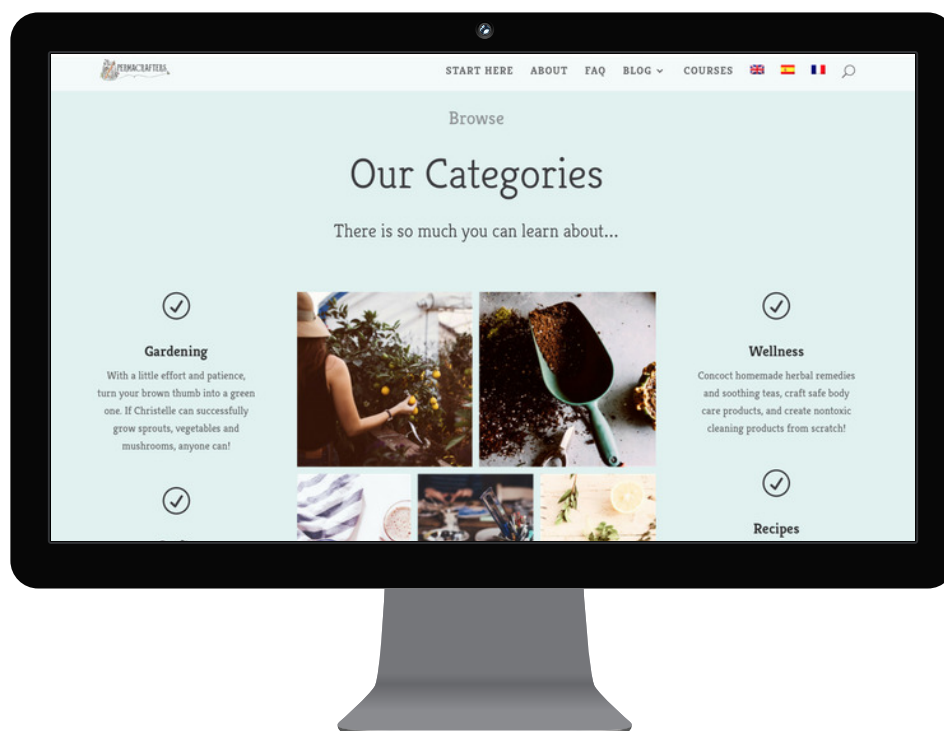 PERMACRAFTERS
START HERE ABOUT FAQ BLOG COURSES
Browse
Our Categories
There is so much you can learn about...
Gardening
With a little effort and patience,
turn your brown thumb into a green
one. If Christelle can successfully
grow sprouts, vegetables and
mushrooms, anyone can!
Wellness
Concoct homemade herbal remedies
and soothing teas, craft safe body
care products, and create nontoxic
cleaning products from scratch!
Recipes